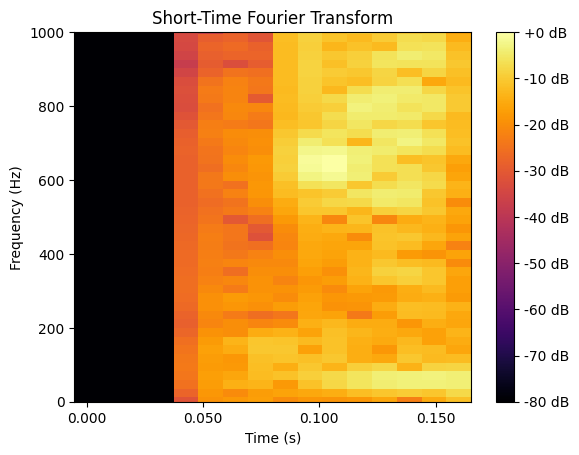 Short-Time Fourier Transform
1000
800
600
400
200
0
Frequency (Hz)
0.000
0.050
0.100
0.150
Time (s)
+0 dB
-10 dB
-20 dB
-30 dB
-40 dB
-50 dB
-60 dB
-70 dB
-80 dB